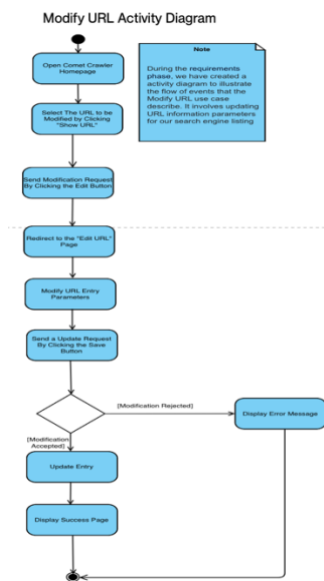 Modify URL Activity Diagram
Open Comet Crawler
Homepage
Note
During the requirements
phase, we have created a
activity diagram to illustrate
the flow of events that the
Modify URL use case
describe. It involves updating
URL information parameters
for our search engine listing
Select The URL to be
Modified by Clicking
"Show URL"
Send Modification Request
By Clicking the Edit Button
Redirect to the "Edit URL"
Page
Modify URL Entry
Parameters
Send a Update Request
By Clicking the Save
Button
[Modification Rejected]
Display Error Message
[Modification
Accepted]
Update Entry
Display Success Page